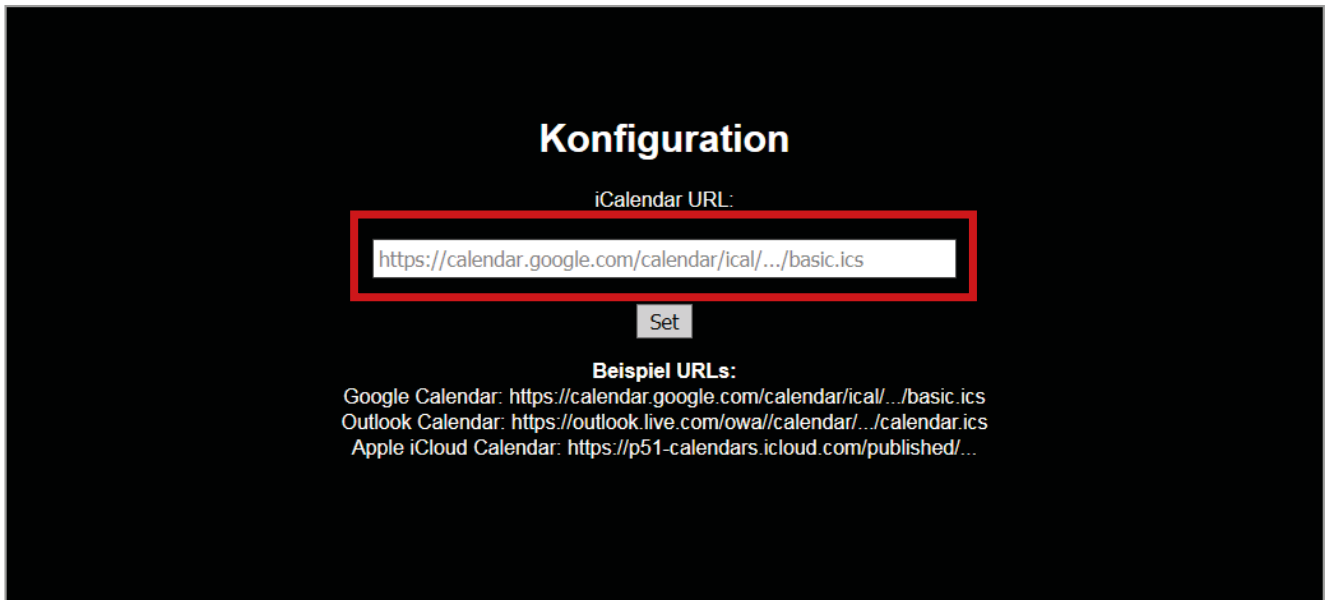 Konfiguration
iCalendar URL:
https://calendar.google.com/calendar/ical/.../basic.ics
Set
Beispiel URLs:
Google Calendar: https://calendar.google.com/calendar/ical/.../basic.ics
Outlook Calendar: https://outlook.live.com/owa//calendar/.../calendar.ics
Apple iCloud Calendar: https://p51-calendars.icloud.com/published/...